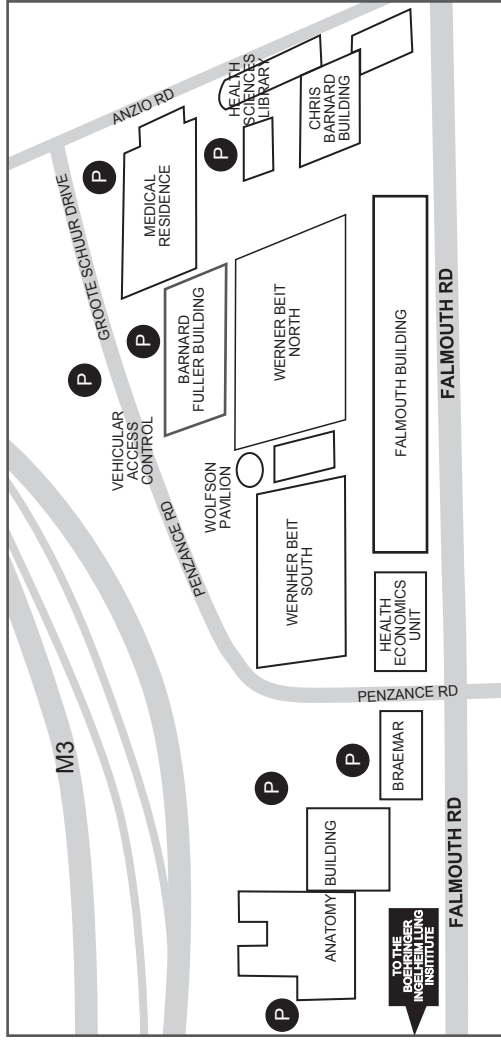 ANZIO RD
HEALTH
SCIENCES
LIBRARY
CHRIS
BARNARD
BUILDING
P
P
MEDICAL
RESIDENCE
GROOTE SCHUUR DRIVE
P
P
BARNARD
FULLER BUILDING
WERNER BEIT
NORTH
FALMOUTH BUILDING
FALMOUTH RD
VEHICULAR
ACCESS
CONTROL
WOLFSON
PAVILION
PENZANCE RD
WERNHER BEIT
SOUTH
HEALTH
ECONOMICS
UNIT
PENZANCE RD
M3
P
P
BRAEMAR
ANATOMY BUILDING
P
FALMOUTH RD
TO THE
BOEHRINGER
INGELHEIM LUNG
INSITITUTE